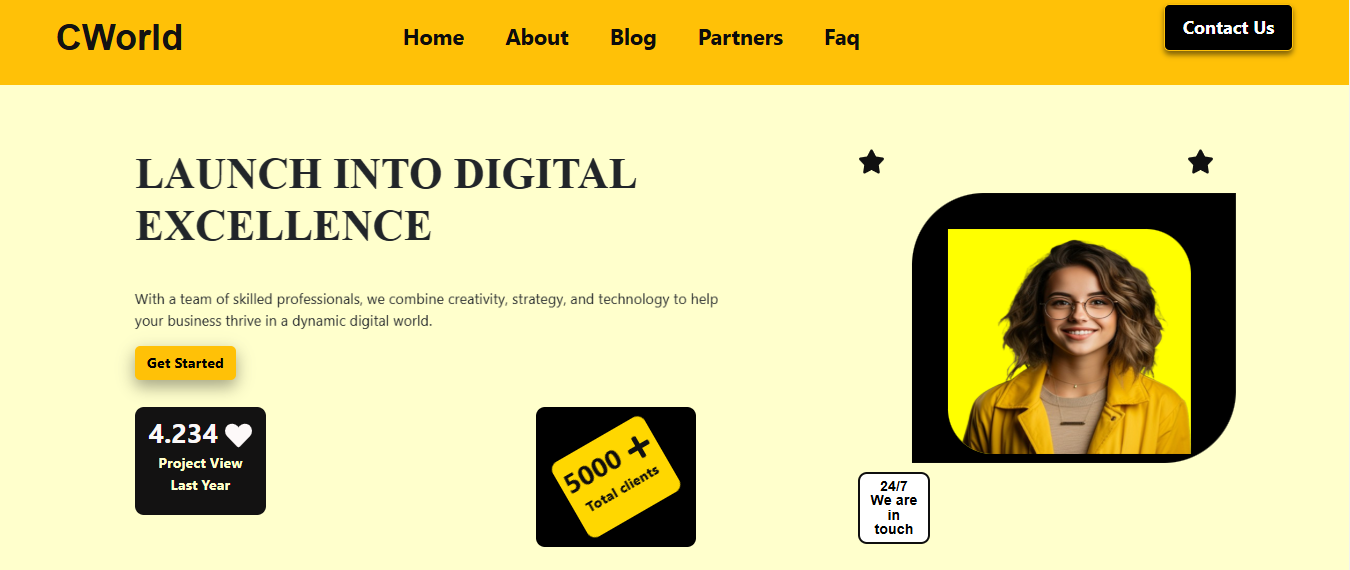 CWorld
Home
About
Blog
Partners
Faq
Contact Us
LAUNCH INTO DIGITAL
EXCELLENCE
With a team of skilled professionals, we combine creativity, strategy, and technology to help
your business thrive in a dynamic digital world.
Get Started
4.234
Project View
Last Year
5000 +
Total clients
24/7
We are
in
touch